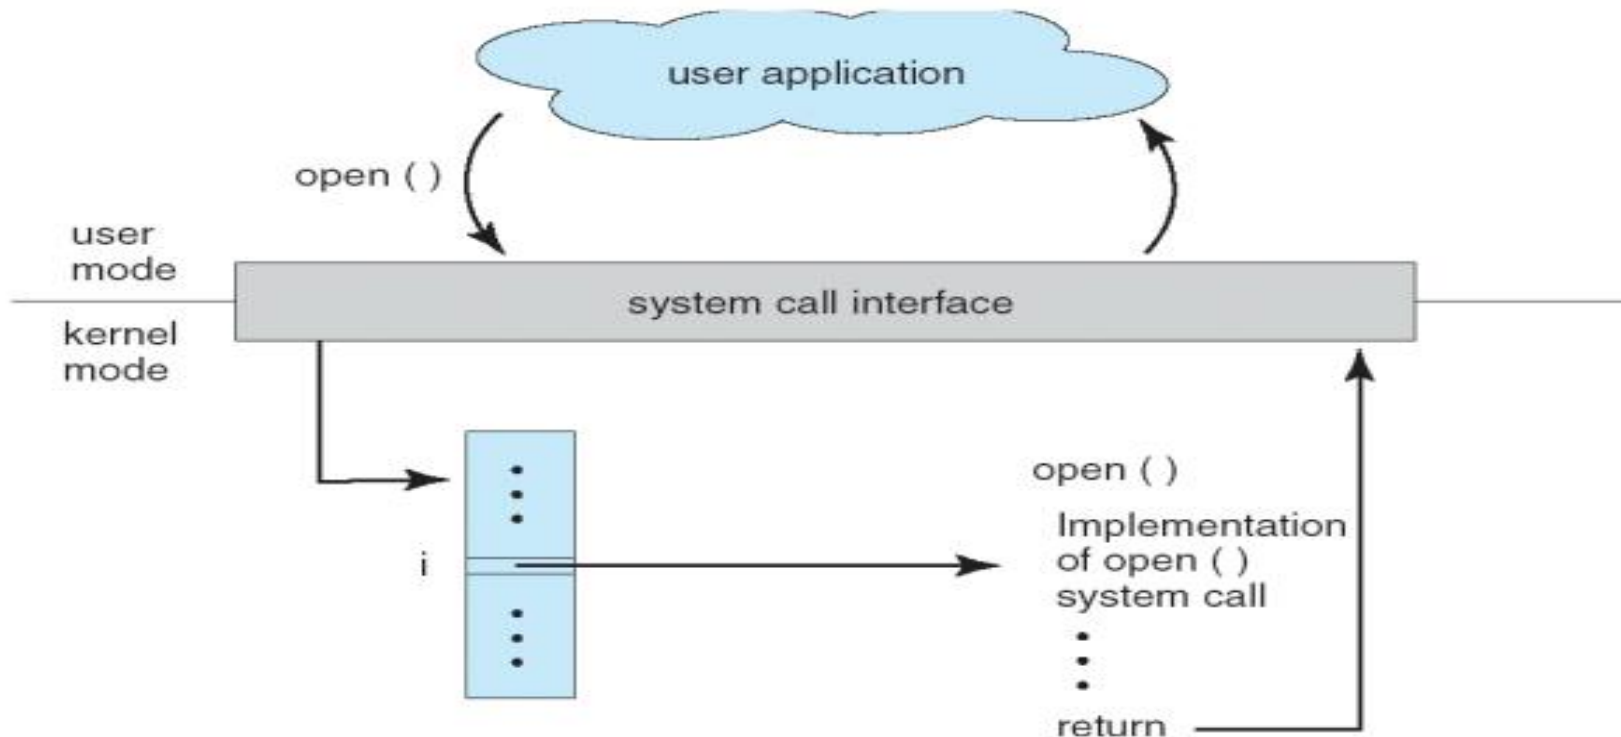 user application
open ( )
user
mode
system call interface
kernel
mode
open ( )
Implementation
of open ( )
system call
i
return